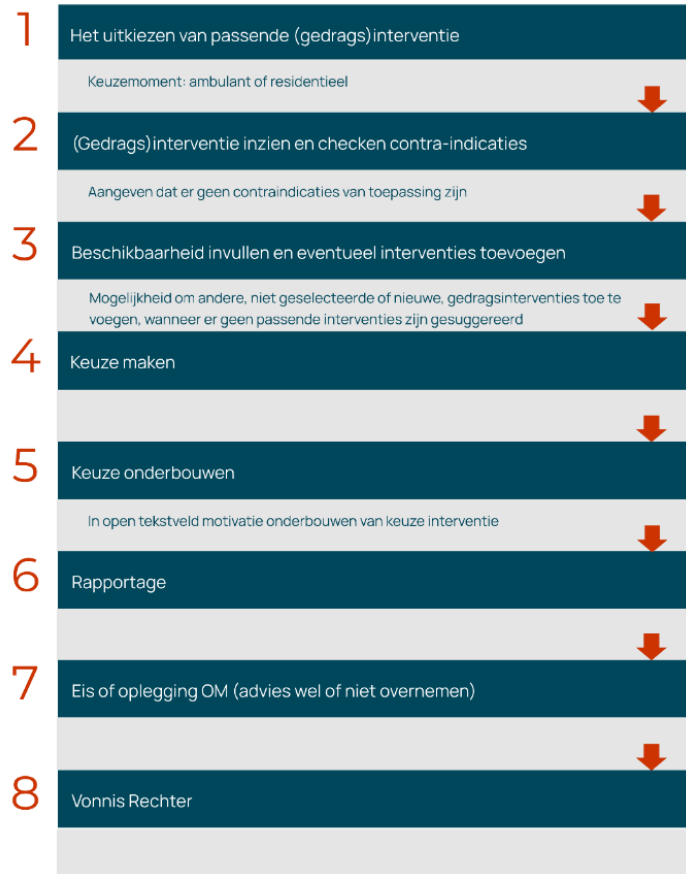 1
Het uitkiezen van passende (gedrags)interventie
Keuzemoment: ambulant of residentieel
2
(Gedrags)interventie inzien en checken contra-indicaties
Aangeven dat er geen contraindicaties van toepassing zijn
3
Beschikbaarheid invullen en eventueel interventies toevoegen
Mogelijkheid om andere, niet geselecteerde of nieuwe, gedragsinterventies toe te
voegen, wanneer er geen passende interventies zijn gesuggereerd
4
Keuze maken
5
Keuze onderbouwen
In open tekstveld motivatie onderbouwen van keuze interventie
6
Rapportage
7
Eis of oplegging OM (advies wel of niet overnemen)
8
Vonnis Rechter